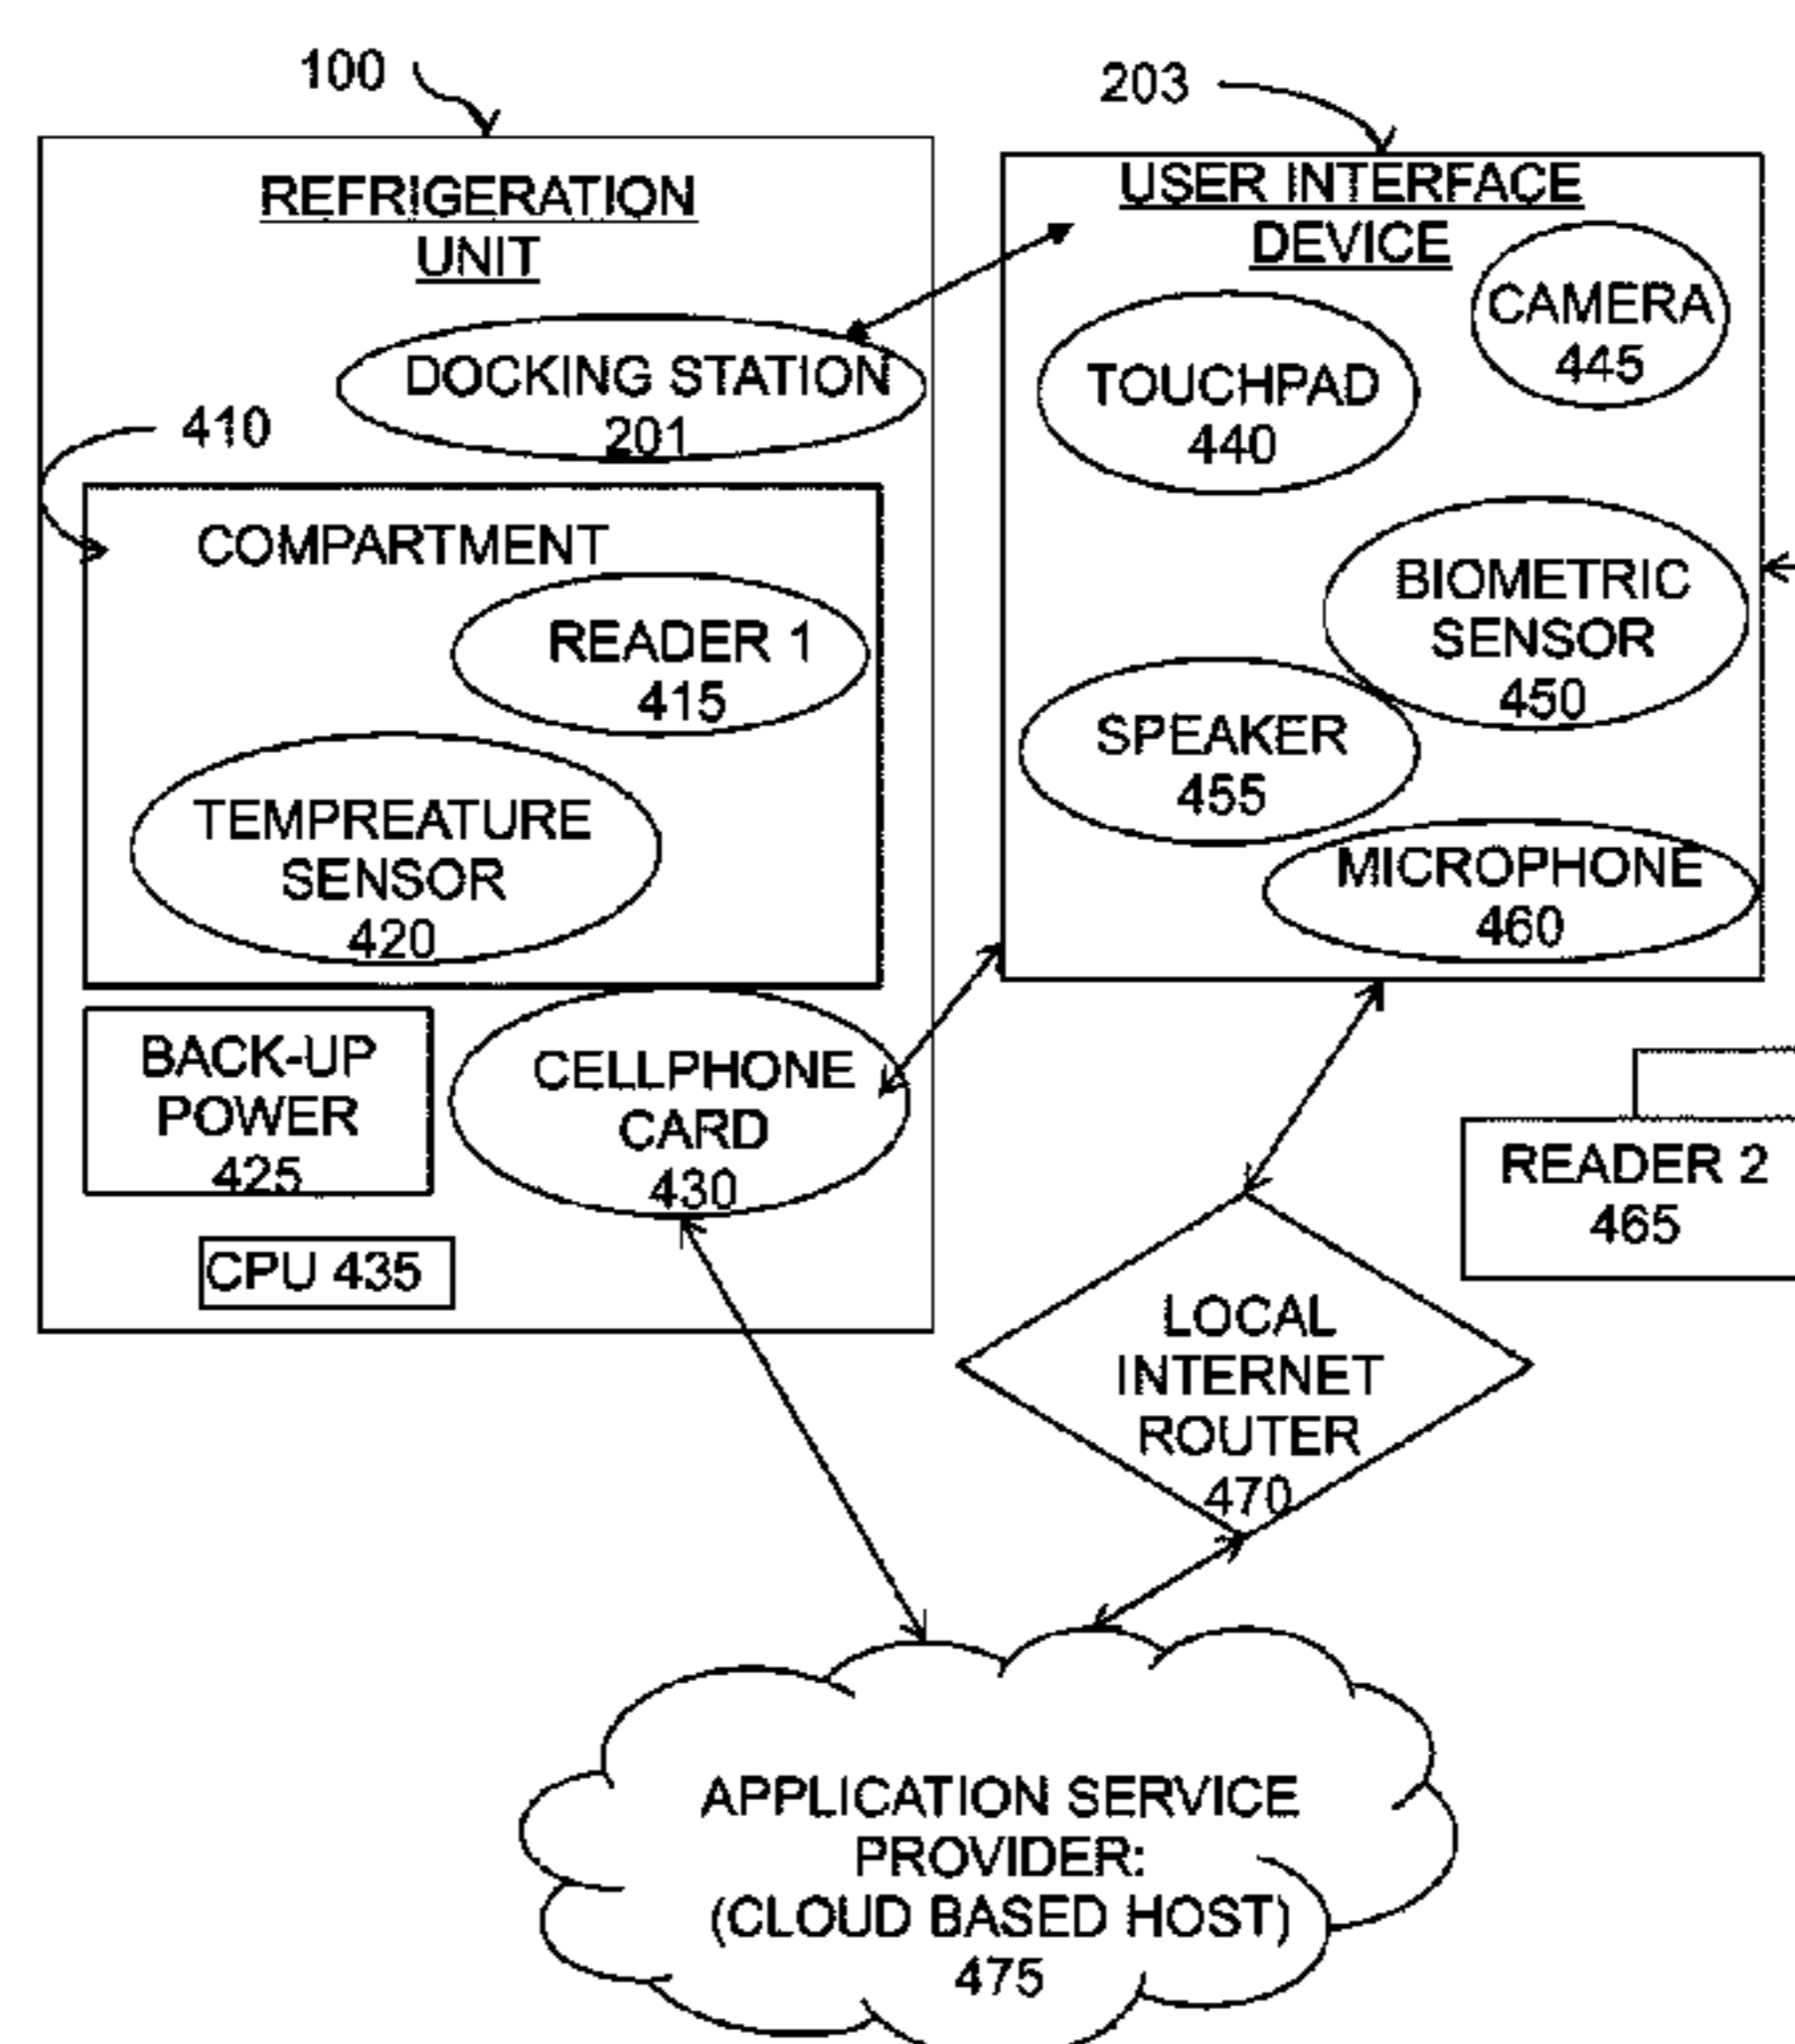 100
203
REFRIGERATION
UNIT
USER INTERFACE
DEVICE
DOCKING STATION
201
410
CAMERA
445
TOUCHPAD
440
COMPARTMENT
READER 1
415
BIOMETRIC
SENSOR
450
TEMPREATURE
SENSOR
420
SPEAKER
455
MICROPHONE
460
BACK-UP
POWER
425
CELLPHONE
CARD
430
CPU 435
READER 2
465
LOCAL
INTERNET
ROUTER
470
APPLICATION SERVICE
PROVIDER:
(CLOUD BASED HOST)
475